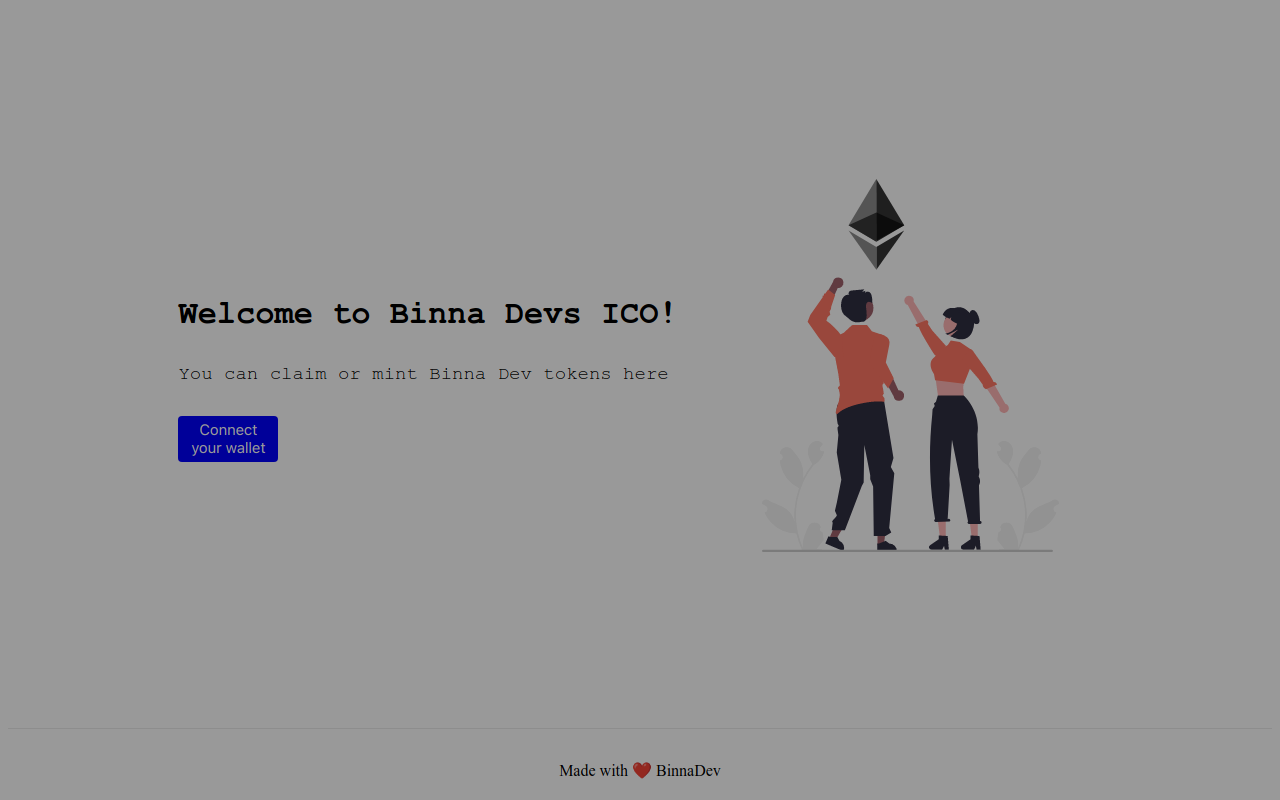 Welcome to Binna Devs ICO!
You can claim or mint Binna Dev tokens here
Connect
your wallet
Made with ❤️ BinnaDev